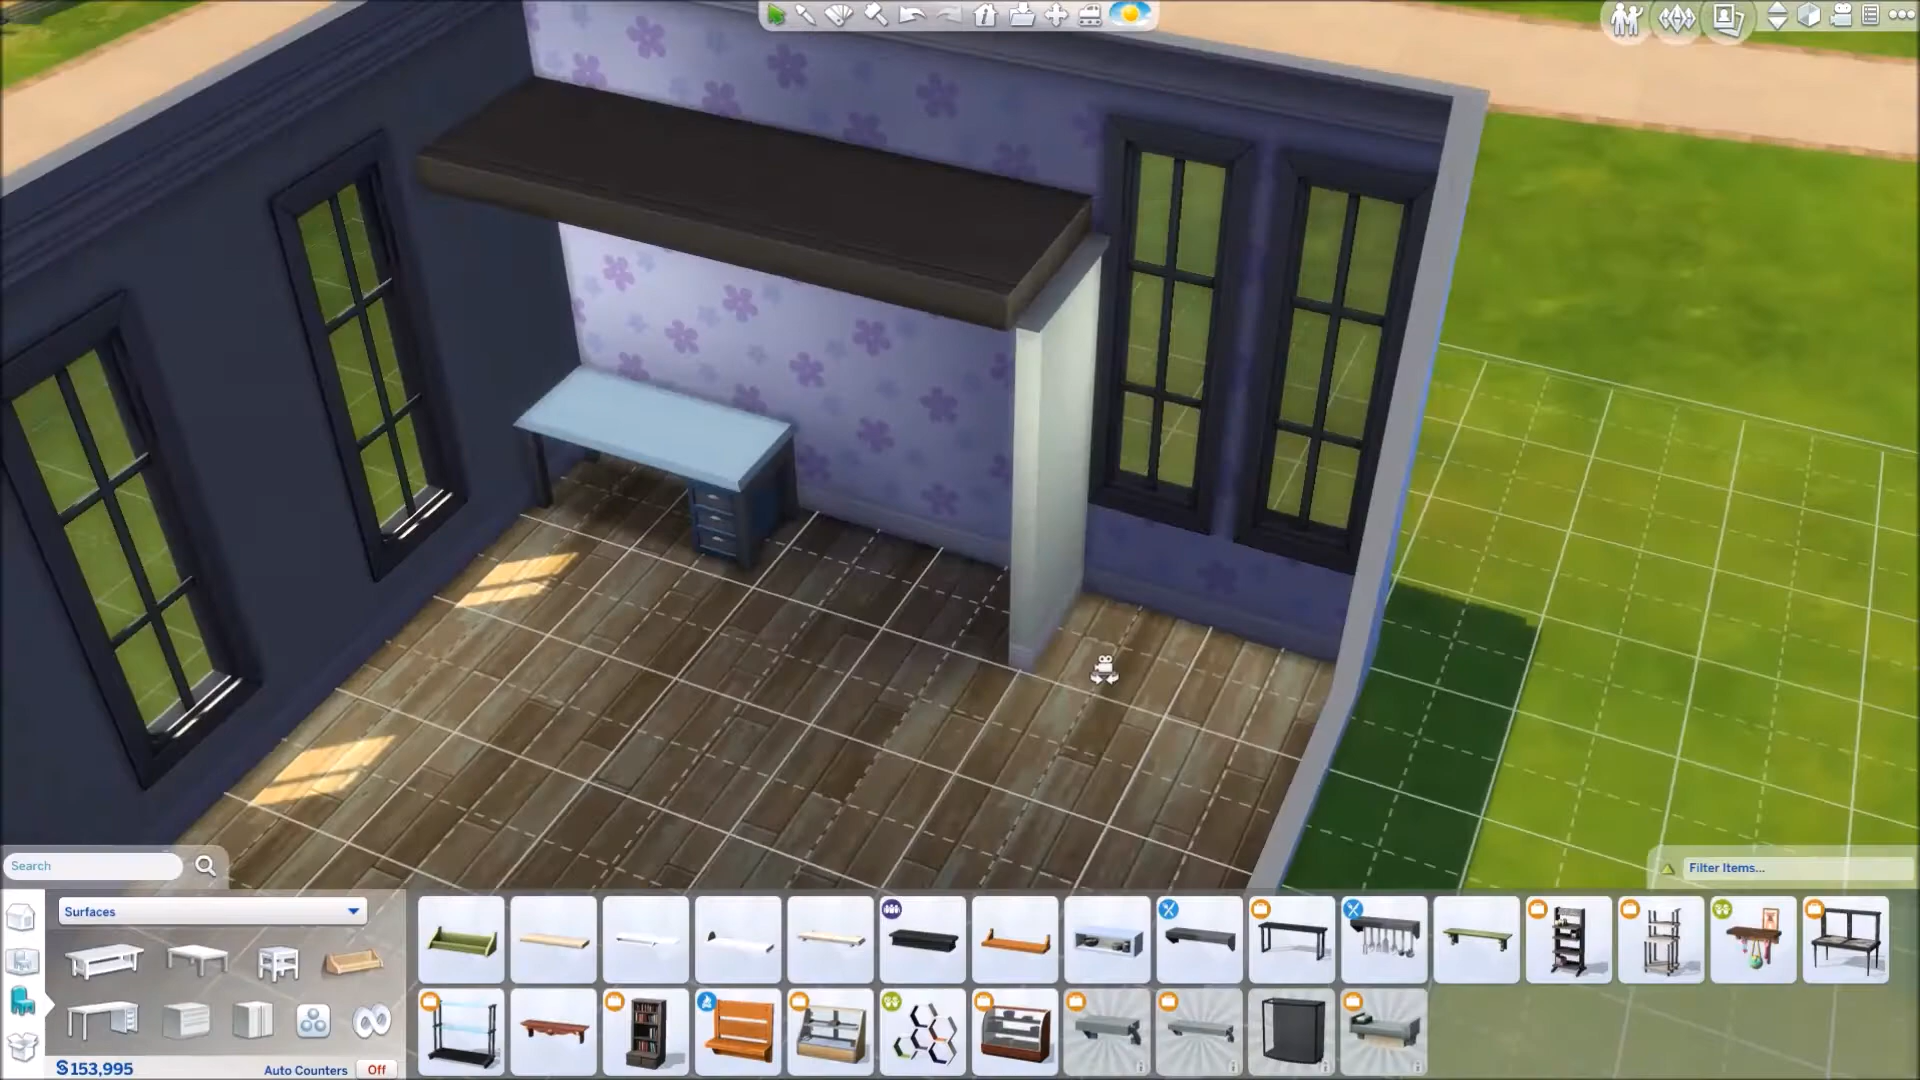 Search
Filter Items...
Surfaces
§153,995
Auto Counters
Off